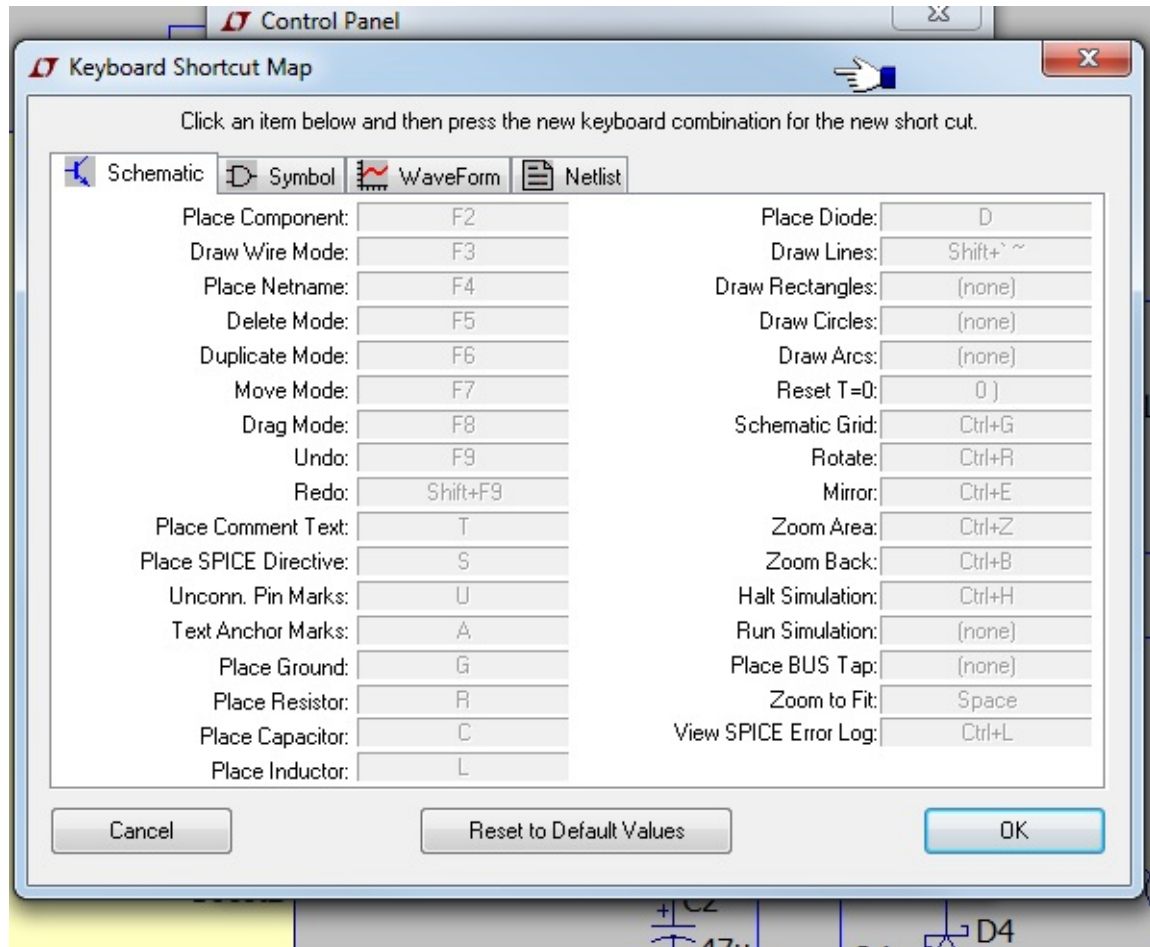 Control Panel
Keyboard Shortcut Map
Click an item below and then press the new keyboard combination for the new short cut.
Schematic Symbol WaveForm Netlist
Place Component: F2
Draw Wire Mode: F3
Place Netname: F4
Delete Mode: F5
Duplicate Mode: F6
Move Mode: F7
Drag Mode: F8
Undo: F9
Redo: Shift+F9
Place Comment Text: T
Place SPICE Directive: S
Unconn. Pin Marks: U
Text Anchor Marks: A
Place Ground: G
Place Resistor: R
Place Capacitor: C
Place Inductor: L
Place Diode: D
Draw Lines: Shift+` ~
Draw Rectangles: (none)
Draw Circles: (none)
Draw Arcs: (none)
Reset T=0: 0 )
Schematic Grid: Ctrl+G
Rotate: Ctrl+R
Mirror: Ctrl+E
Zoom Area: Ctrl+Z
Zoom Back: Ctrl+B
Halt Simulation: Ctrl+H
Run Simulation: (none)
Place BUS Tap: (none)
Zoom to Fit: Space
View SPICE Error Log: Ctrl+L
Cancel Reset to Default Values OK
C2
D4